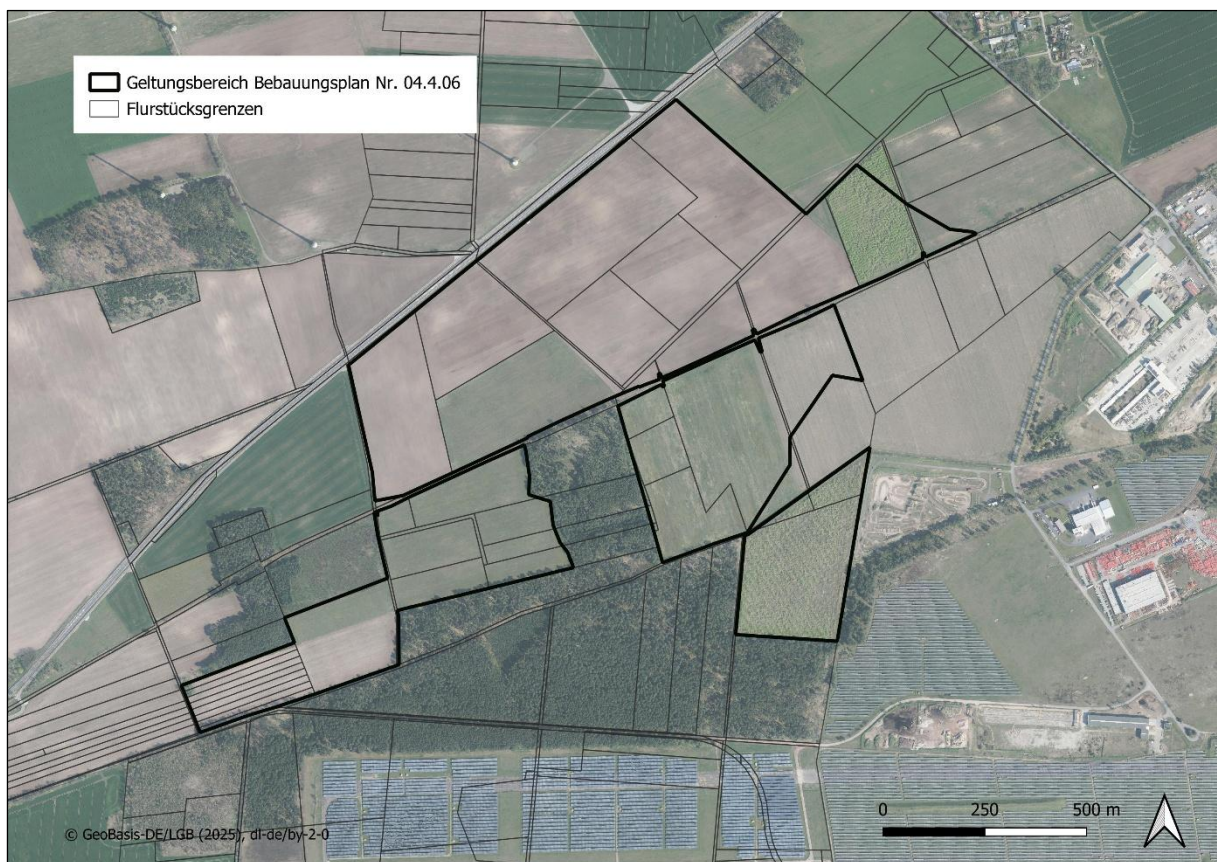 Geltungsbereich Bebauungsplan Nr. 04.4.06
Flurstücksgrenzen
0 250 500 m
© GeoBasis-DE/LGB (2025), dl-de/by-2-0